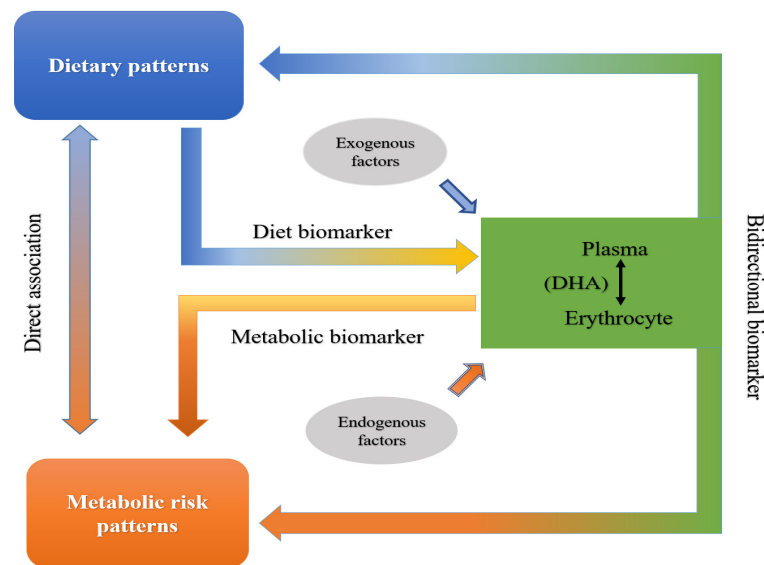 Dietary patterns
Exogenous
factors
Diet biomarker
Plasma
(DHA)
Erythrocyte
Direct association
Bidirectional biomarker
Metabolic biomarker
Endogenous
factors
Metabolic risk
patterns